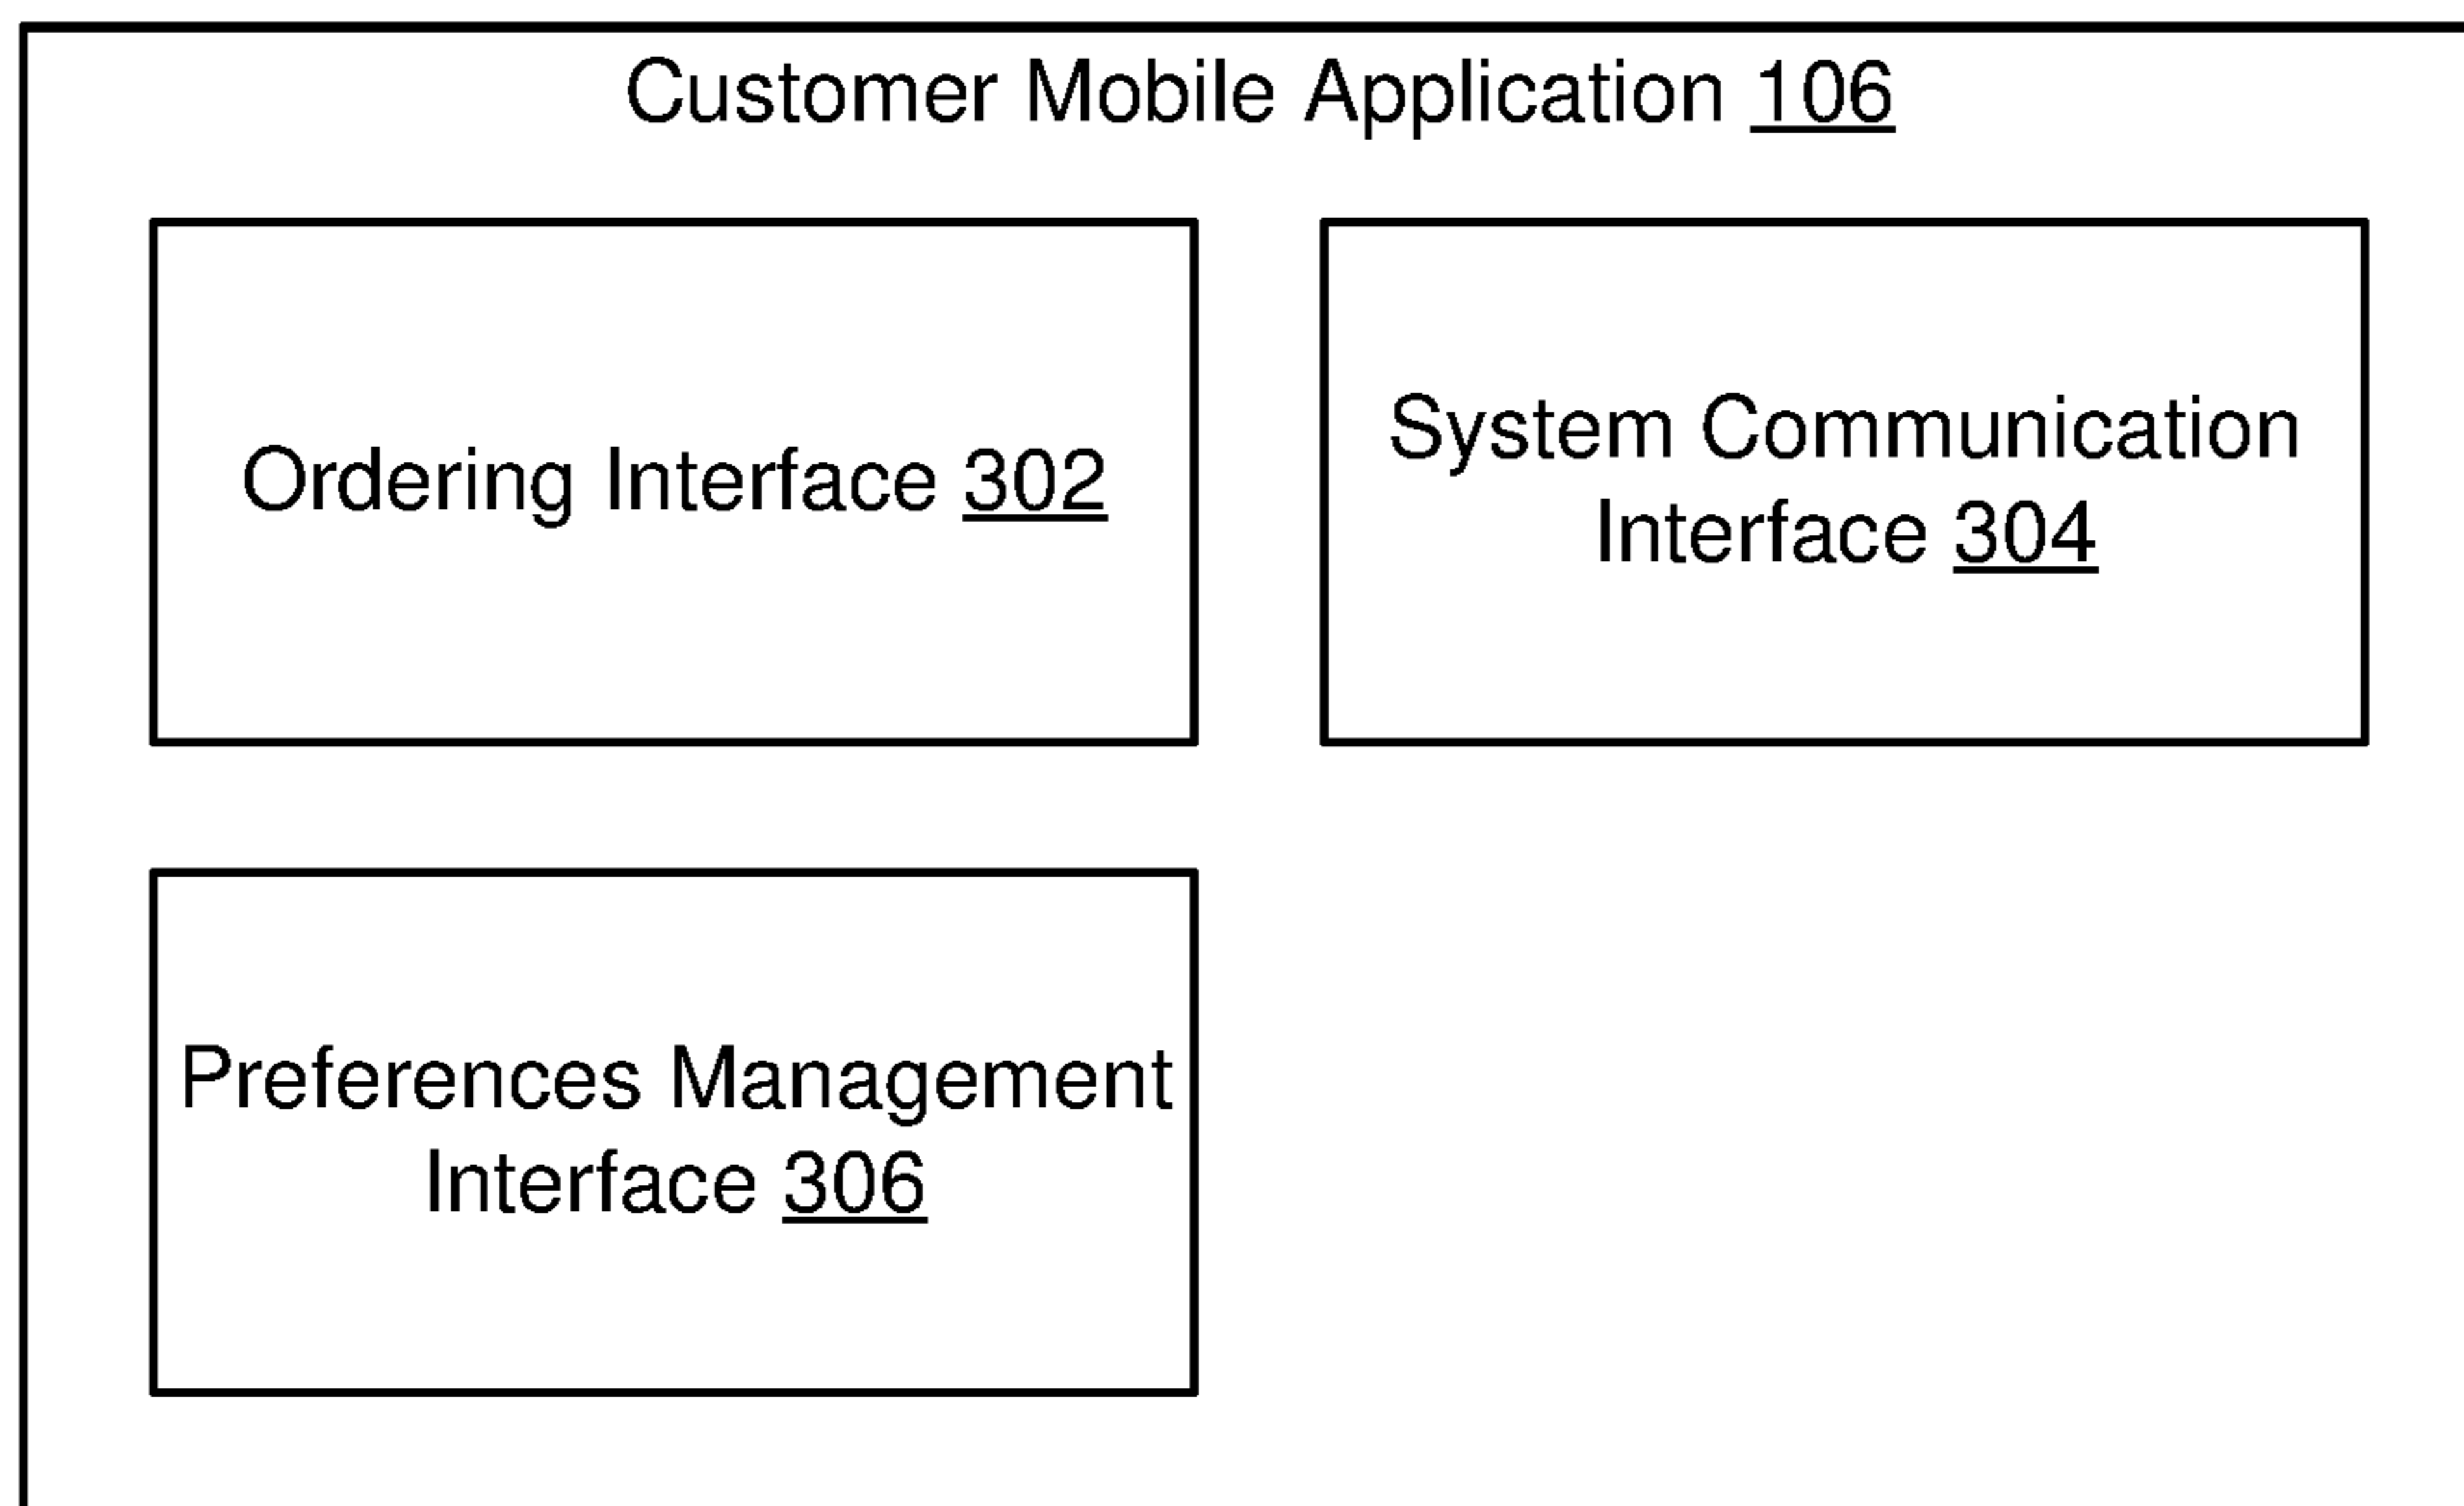 Customer Mobile Application 106
Ordering Interface 302
System Communication
Interface 304
Preferences Management
Interface 306